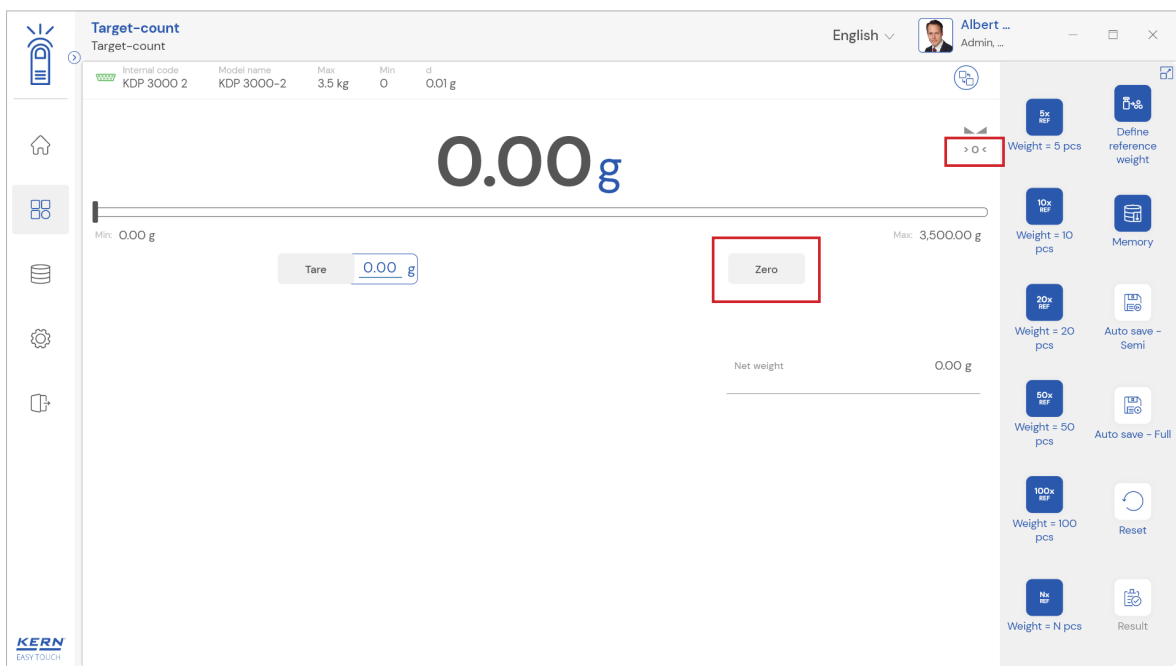 Target-count
Target-count
English
Albert ...
Admin, ...
Internal code
KDP 3000 2
Model name
KDP 3000-2
Max
3.5 kg
Min
0
d
0.01 g
0.00g
>0<
Min: 0.00 g
Max: 3,500.00 g
Tare 0.00 g
Zero
Net weight 0.00 g
5x
REF
Weight = 5 pcs
Define
reference
weight
10x
REF
Weight = 10
pcs
Memory
20x
REF
Weight = 20
pcs
Auto save -
Semi
50x
REF
Weight = 50
pcs
Auto save - Full
100x
REF
Weight = 100
pcs
Reset
Nx
REF
Weight = N pcs
Result
KERN
EASY TOUCH